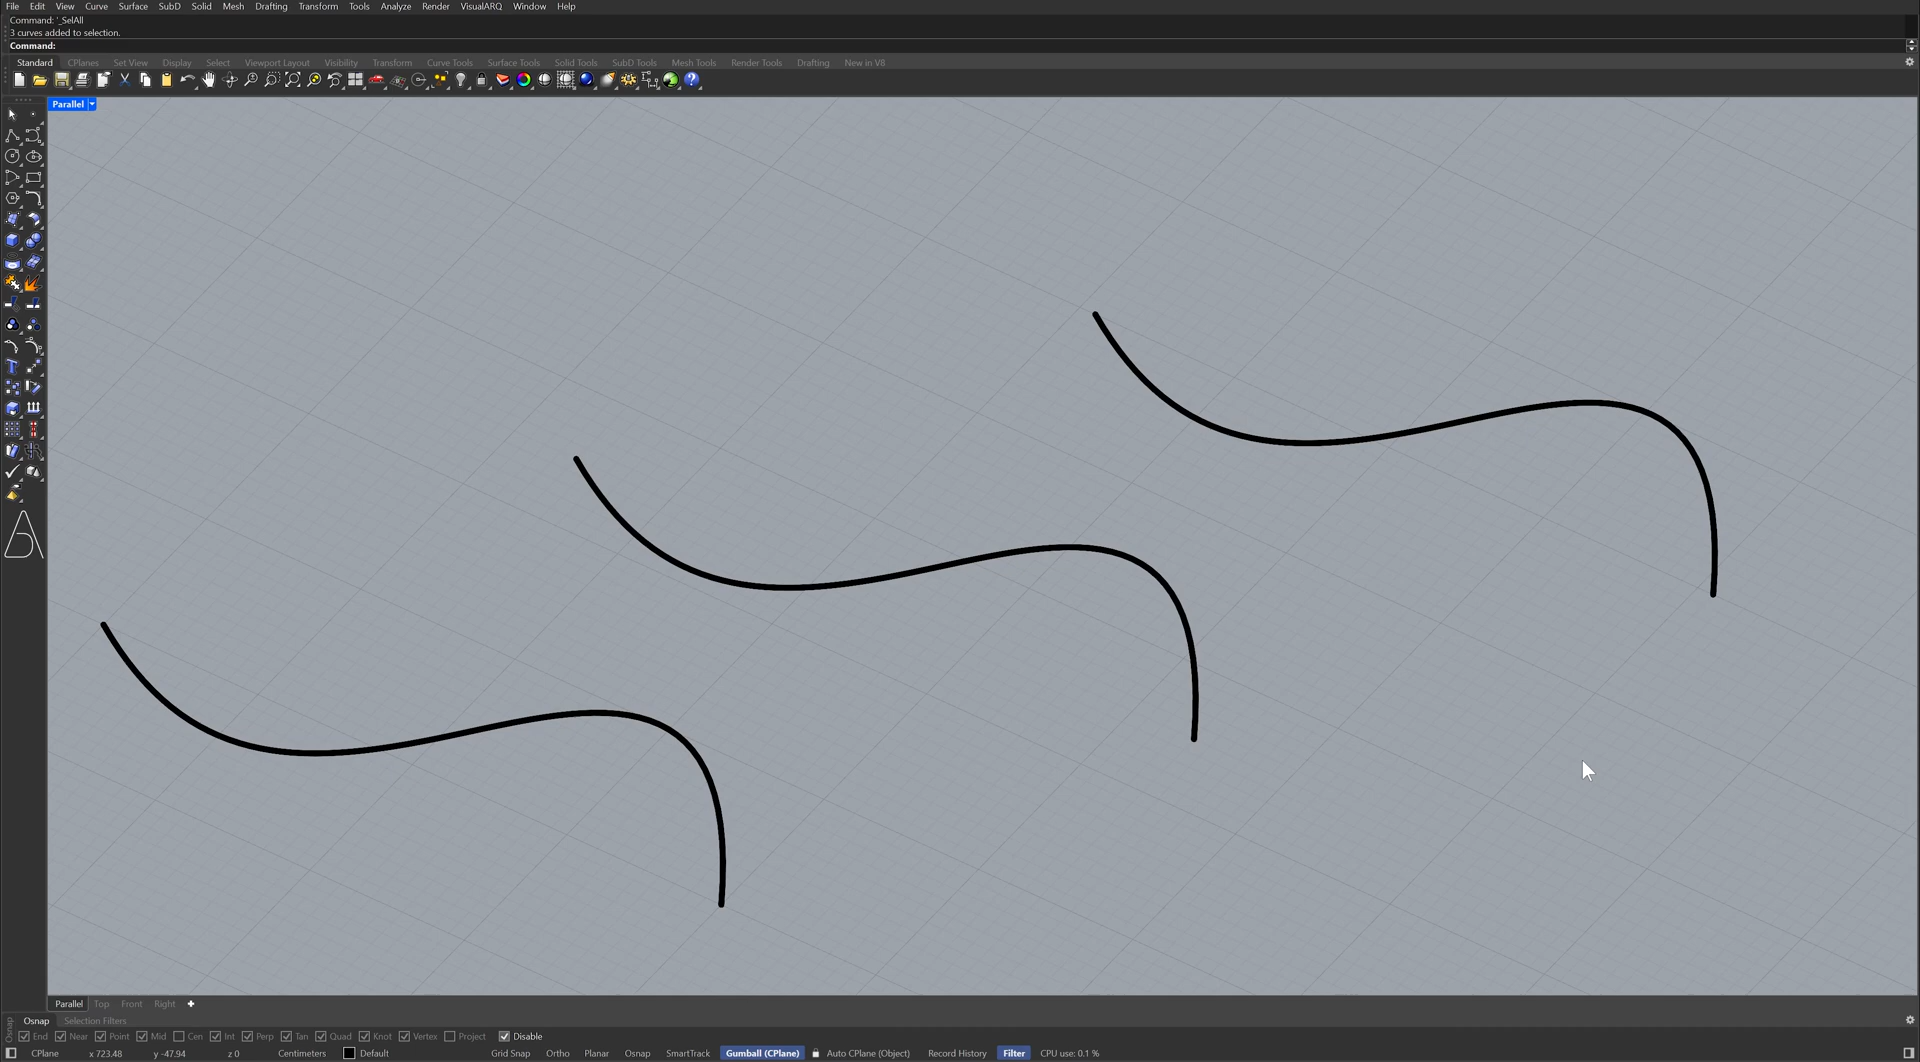 File Edit View Curve Surface SubD Solid Mesh Drafting Transform Tools Analyze Render VisualARQ Window Help
Command: '_SelAll
3 curves added to selection.
Command:
Standard CPlanes Set View Display Select Viewport Layout Visibility Transform Curve Tools Surface Tools Solid Tools SubD Tools Mesh Tools Render Tools Drafting New in V8
Parallel
Parallel Top Front Right
Osnap Selection Filters
Osnap
End Near Point Mid Cen Int Perp Tan Quad Knot Vertex Project Disable
CPlane x 723.48 y -47.94 z 0 Centimeters Default Grid Snap Ortho Planar Osnap SmartTrack Gumball (CPlane) Auto CPlane (Object) Record History Filter CPU use: 0.1 %